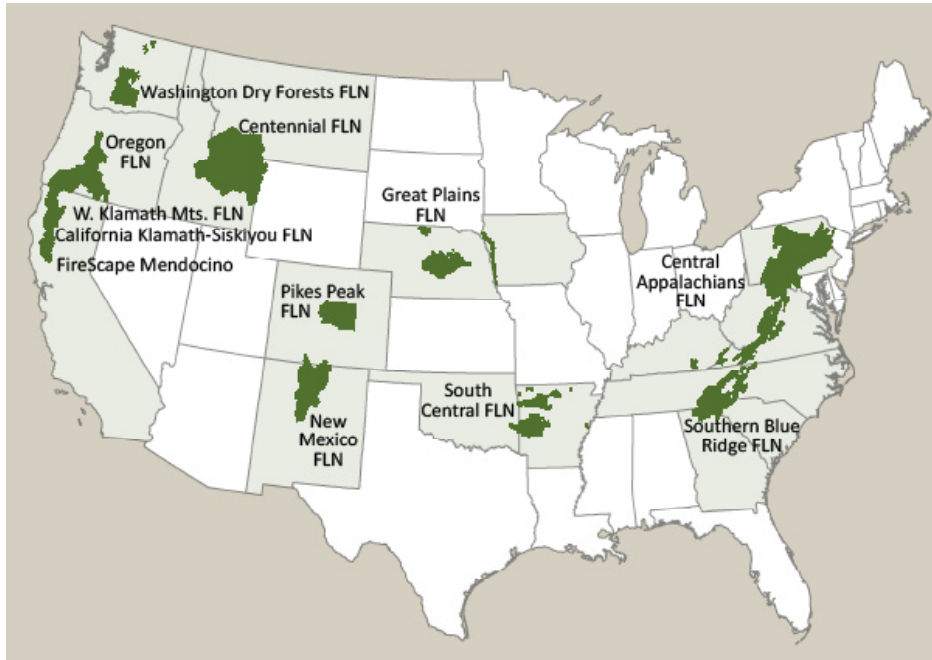 Washington Dry Forests FLN
Centennial FLN
Oregon
FLN
W. Klamath Mts. FLN
California Klamath-Siskiyou FLN
FireScape Mendocino
Great Plains
FLN
Central
Appalachians
FLN
Pikes Peak
FLN
South
Central FLN
New
Mexico
FLN
Southern Blue
Ridge FLN